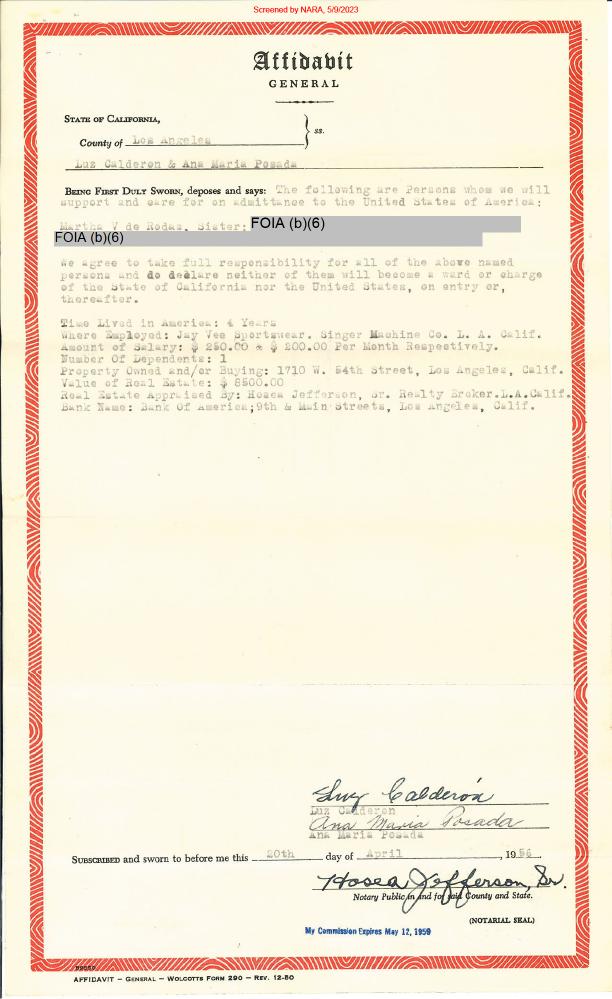 Screened by NARA, 5/9/2023
Affidavit
GENERAL
STATE OF CALIFORNIA,
ss.
County of Los Angeles
Luz Calderon & Ana Maria Posada
BEING FIRST DULY SWORN, deposes and says: The following are Persons whom we will
support and care for on admittance to the United States of America:
Martha V de Rodas, Sister; FOIA (b)(6)
FOIA (b)(6)
We agree to take full responsibility for all of the above named
persons and do declare neither of them will become a ward or charge
of the State of California nor the United States, on entry or,
thereafter.
Time Lived in America: 4 Years
Where Employed: Jay Vee Sportswear. Singer Machine Co. L. A. Calif.
Amount of Salary: $ 250.00 * $ 200.00 Per Month Respectively.
Number Of Dependents: 1
Property Owned and/or Buying: 1710 W. 54th Street, Los Angeles, Calif.
Value of Real Estate: $ 8500.00
Real Estate Appraised By: Hosea Jefferson, Sr. Realty Broker.L.A.Calif.
Bank Name: Bank Of America;9th & Main Streets, Los Angeles, Calif.
Luz Calderón
Luz Calderon
Ana Maria Posada
Ana Maria Posada
SUBSCRIBED and sworn to before me this 20th day of April, 1956
Hosea Jefferson, Sr.
Notary Public in and for said County and State.
(NOTARIAL SEAL)
My Commission Expires May 12, 1959
AFFIDAVIT — GENERAL — WOLCOTTS FORM 290 — REV. 12-50